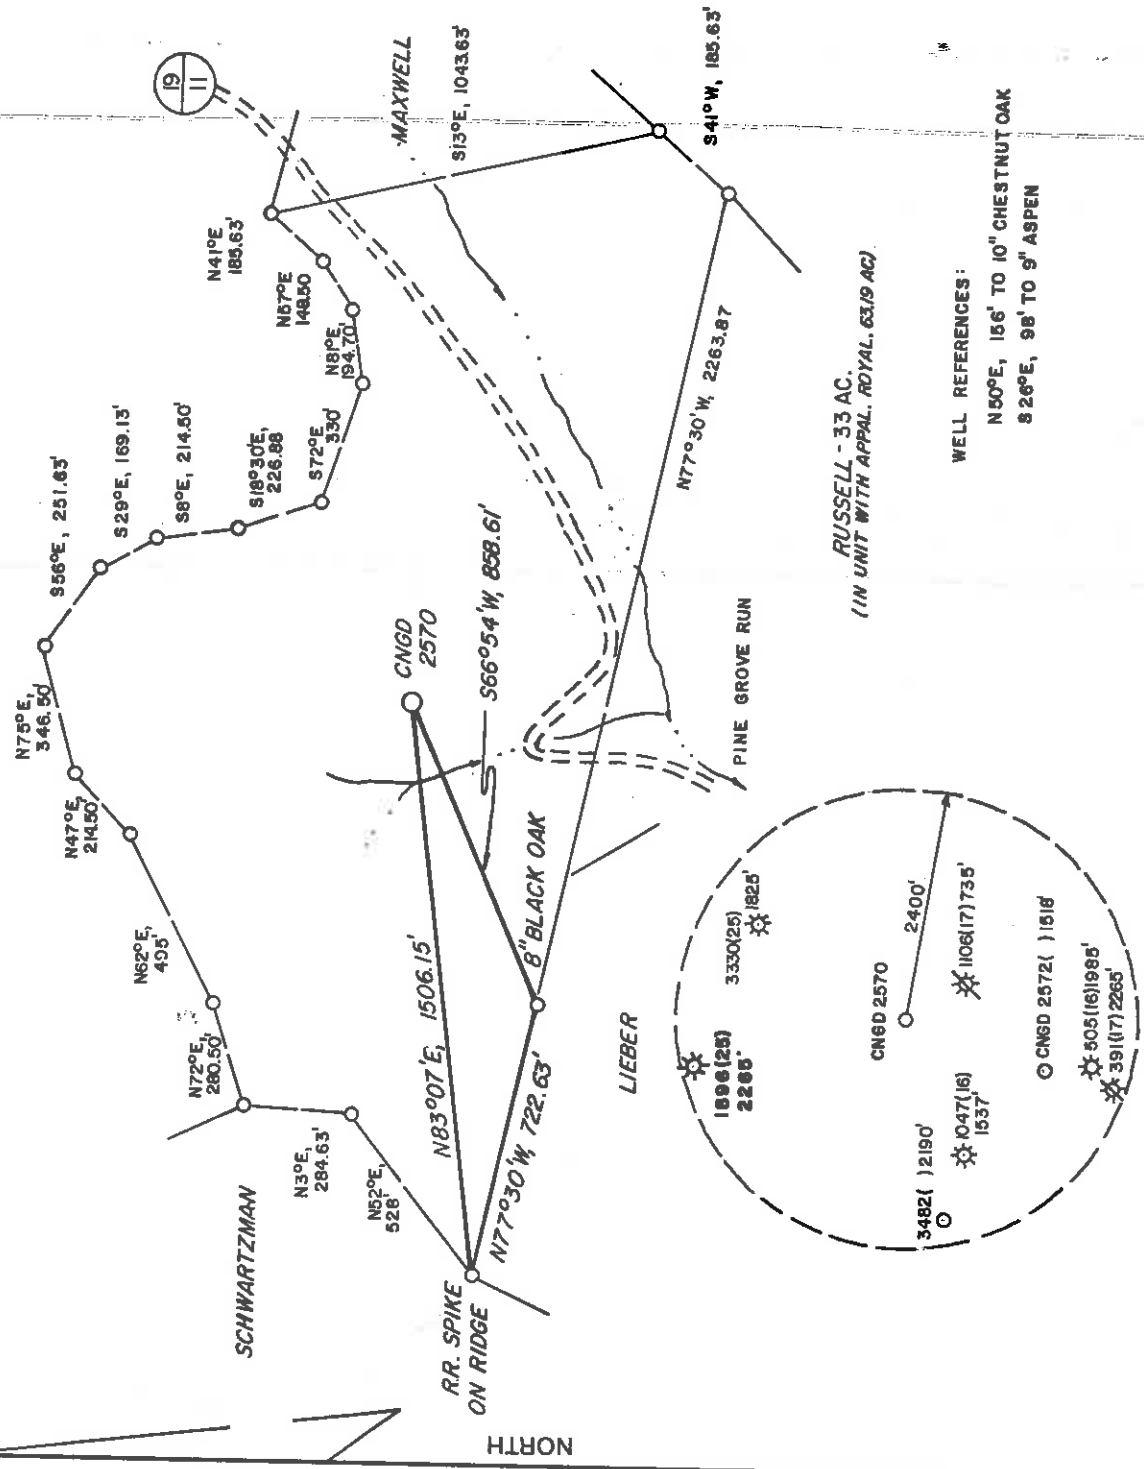 19
11
MAXWELL
S13°E, 1043.63'
S41°W, 185.63'
N41°E
185.63'
N57°E
148.50
N81°E,
194.70'
S72°E
330'
S18°30'E,
226.88
S8°E, 214.50'
S29°E, 169.13'
S56°E, 251.63'
N75°E,
346.50'
N47°E,
214.50'
N62°E,
495'
N72°E,
280.50'
N3°E,
284.63'
N52°E,
528'
SCHWARTZMAN
R.R. SPIKE
ON RIDGE
N83°07'E, 1506.15'
N77°30'W, 722.63'
8" BLACK OAK
CNGD
2570
S66°54'W, 858.61'
N77°30'W, 2263.87
PINE GROVE RUN
LIEBER
RUSSELL - 33 AC.
(IN UNIT WITH APPAL. ROYAL. 63.19 AC)
WELL REFERENCES:
N50°E, 156' TO 10" CHESTNUT OAK
S26°E, 98' TO 9" ASPEN
1896(25)
2265'
3330(25)
1825'
CNGD 2570
2400'
1106(17)735'
3482( )2190'
1047(16)
1537'
CNGD 2572( )1518'
505(16)1985'
391(17)2265'
NORTH